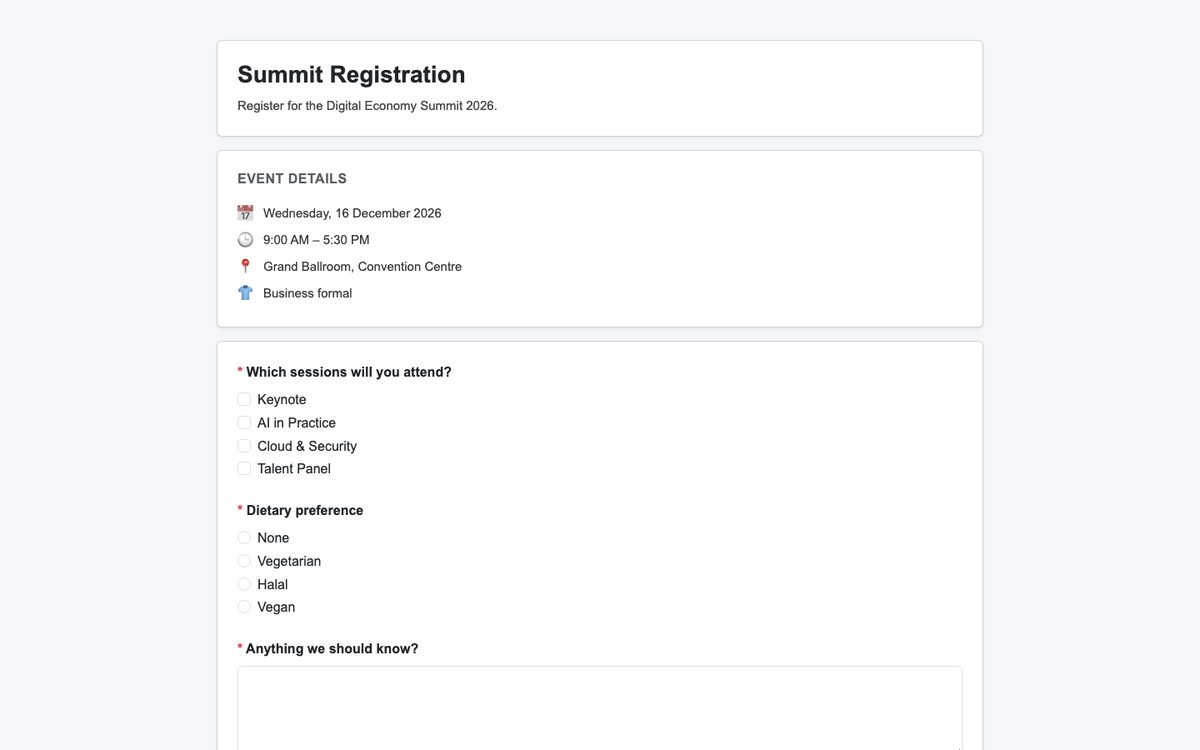 Summit Registration
Register for the Digital Economy Summit 2026.
EVENT DETAILS
17
Wednesday, 16 December 2026
9:00 AM – 5:30 PM
Grand Ballroom, Convention Centre
Business formal
* Which sessions will you attend?
Keynote
AI in Practice
Cloud & Security
Talent Panel
* Dietary preference
None
Vegetarian
Halal
Vegan
* Anything we should know?